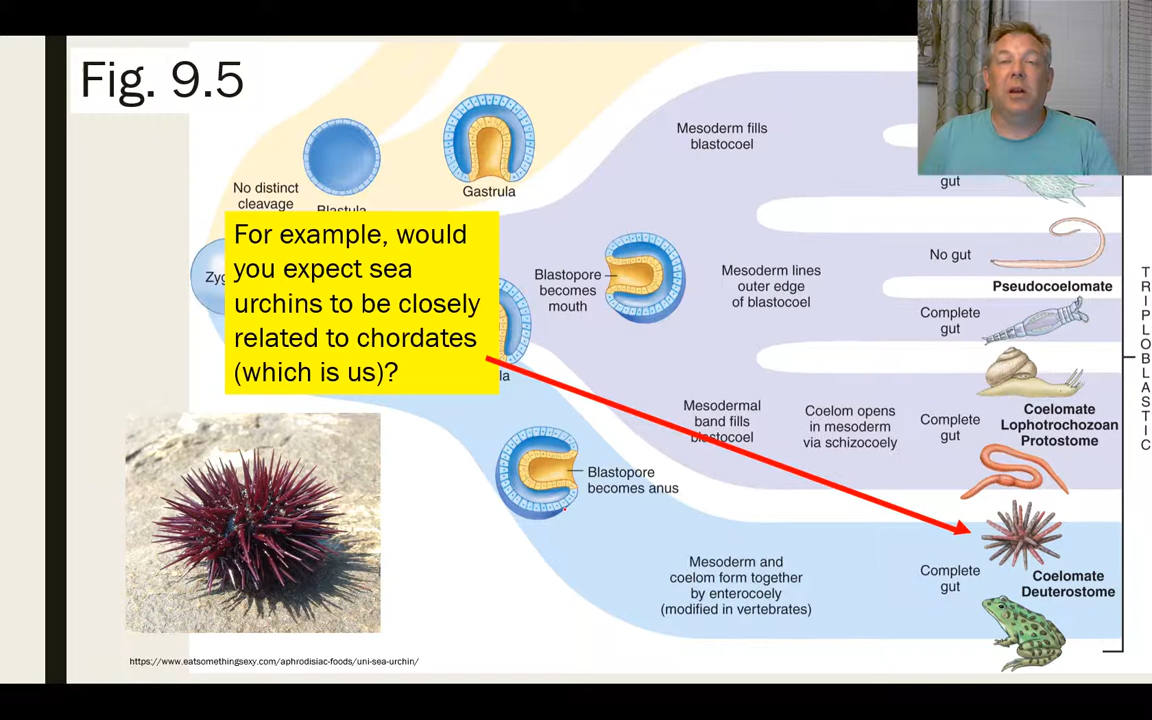 Fig. 9.5
Mesoderm fills
blastocoel
Gastrula
No distinct
cleavage
Blastula
gut
For example, would
you expect sea
urchins to be closely
related to chordates
(which is us)?
No gut
Pseudocoelomate
Blastopore
becomes
mouth
Mesoderm lines
outer edge
of blastocoel
Complete
gut
TRIPLOBLASTIC
Mesodermal
band fills
blastocoel
Coelom opens
in mesoderm
via schizocoely
Complete
gut
Coelomate
Lophotrochozoan
Protostome
Blastopore
becomes anus
Mesoderm and
coelom form together
by enterocoely
(modified in vertebrates)
Complete
gut
Coelomate
Deuterostome
https://www.eatsomethingsexy.com/aphrodisiac-foods/uni-sea-urchin/